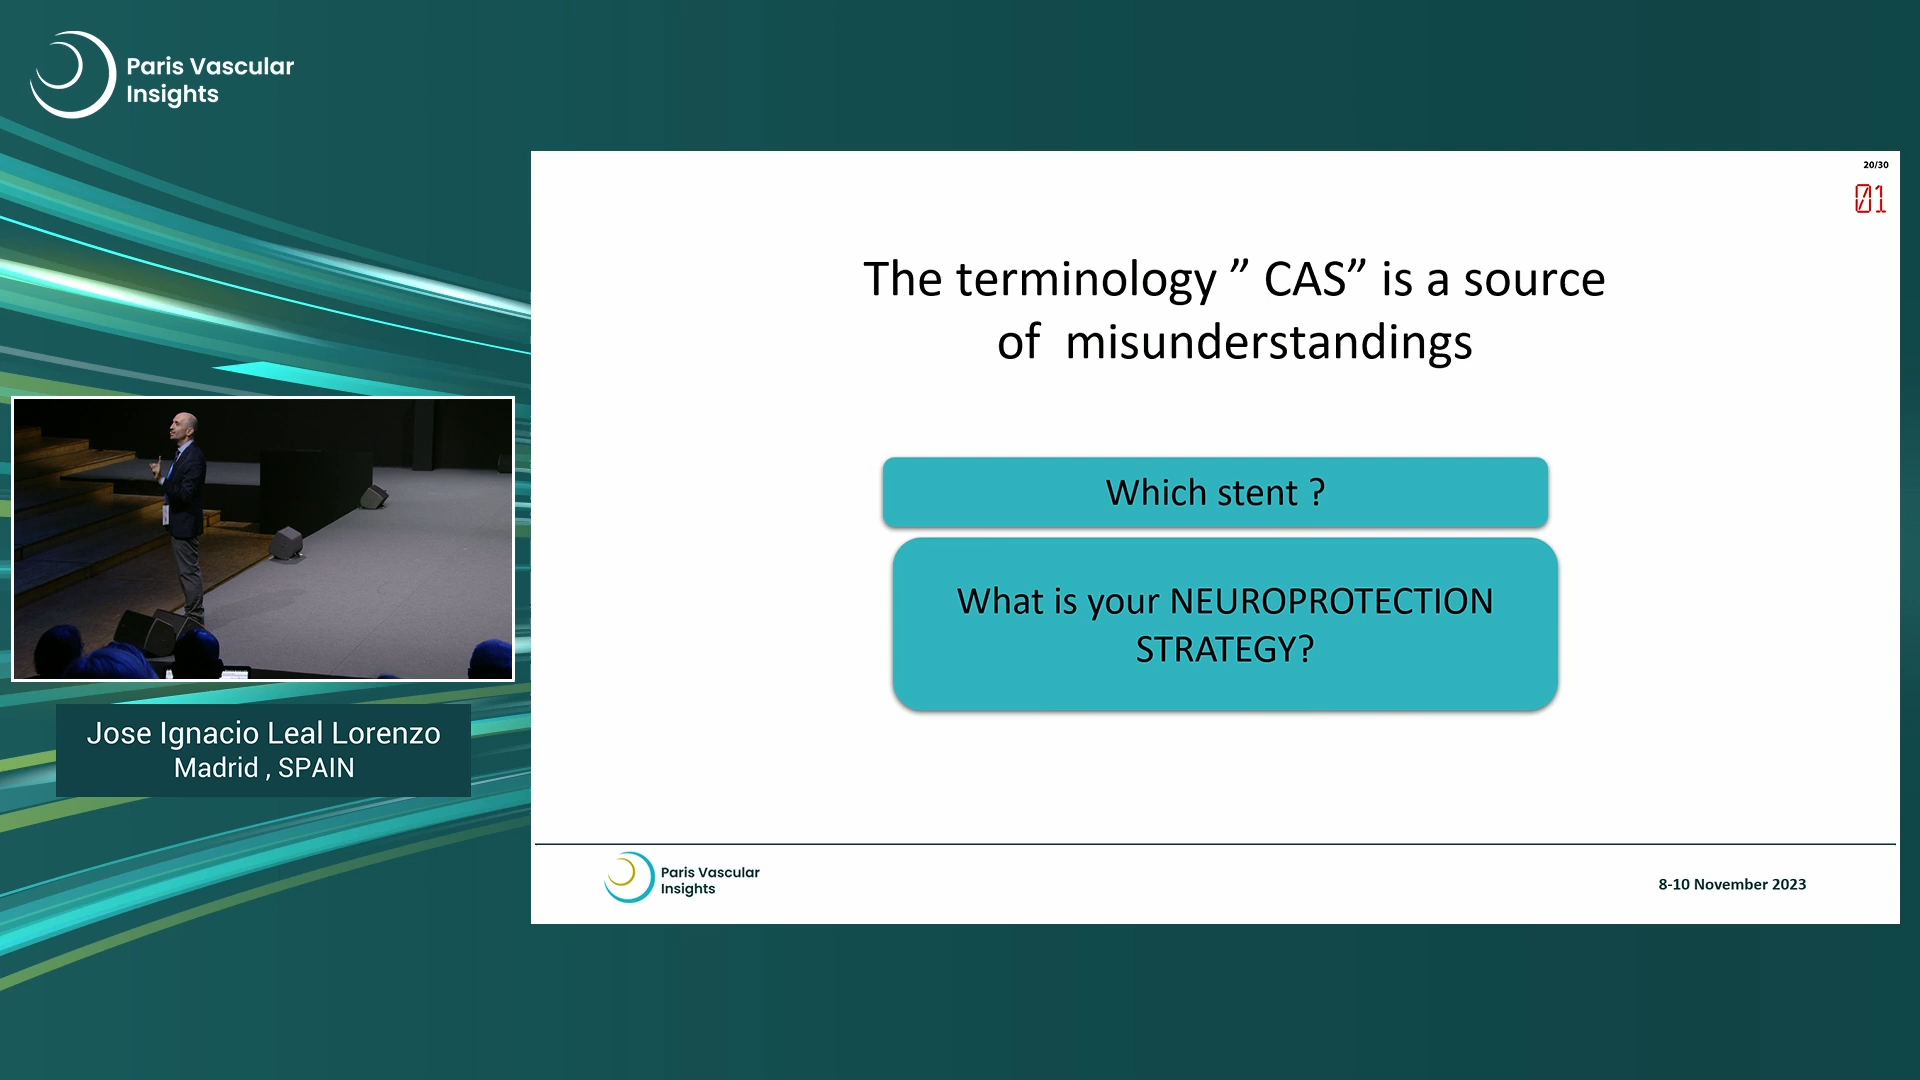 Paris Vascular
Insights
20/30
01
The terminology ” CAS” is a source
of misunderstandings
Which stent ?
What is your NEUROPROTECTION
STRATEGY?
Jose Ignacio Leal Lorenzo
Madrid , SPAIN
Paris Vascular
Insights
8-10 November 2023